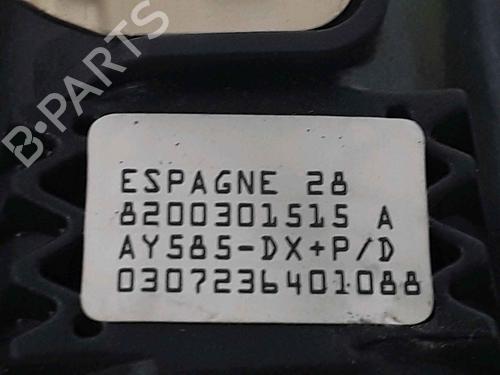 B-PARTS
ESPAGNE 28
8200301515 A
AY585-DX+P/D
0307236401088